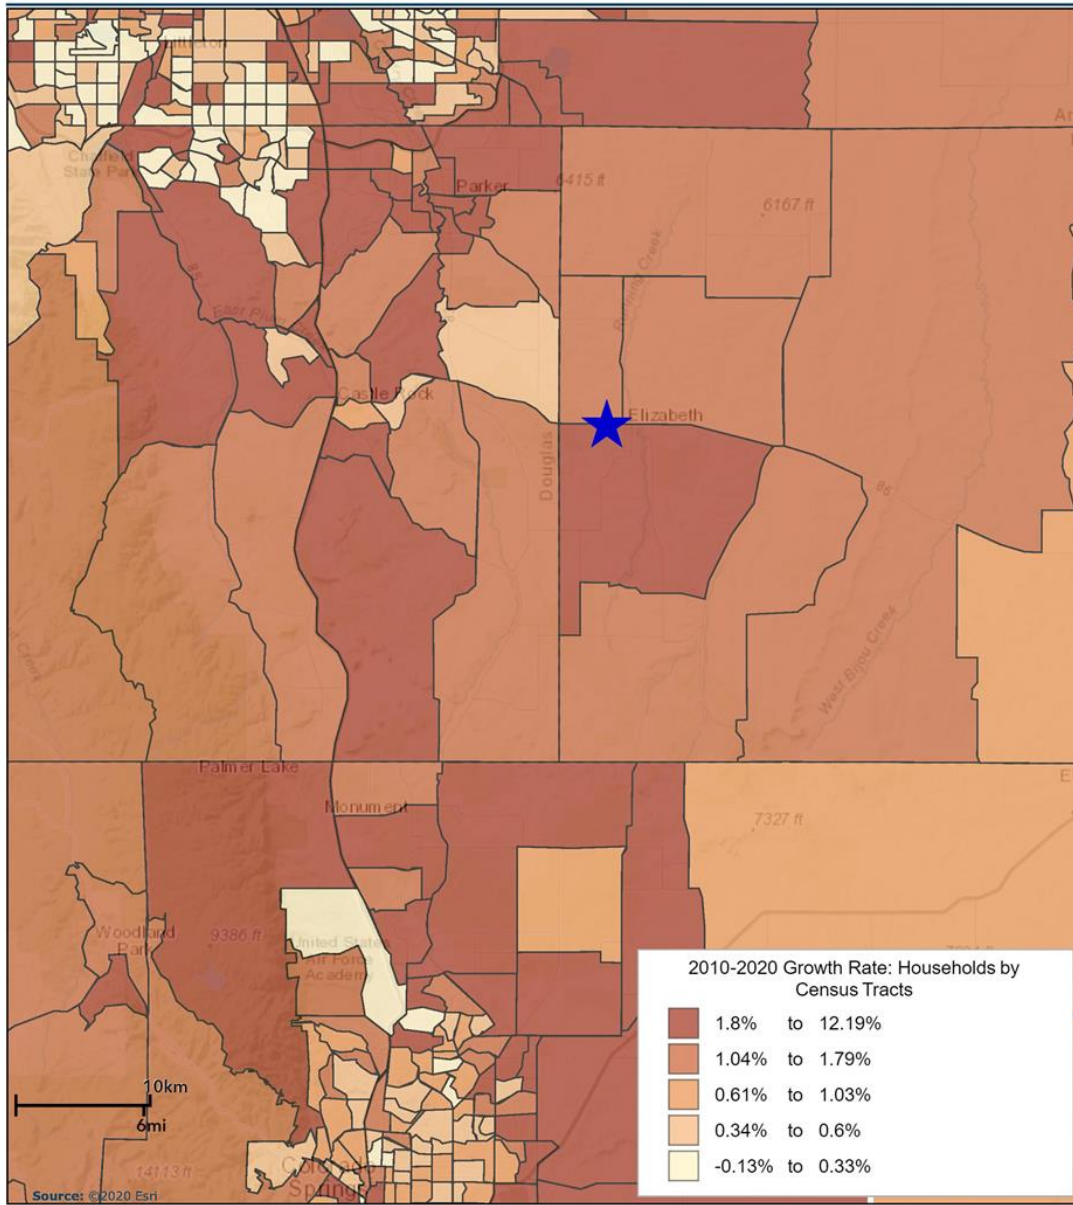 Littleton
Ar
Chatfield
State Park
Parker
6415 ft
6167 ft
Running Creek
85
East Plum Creek
Castle Rock
Elizabeth
Douglas
86
West Bijou Creek
Palmer Lake
E
Monument
7327 ft
Woodland
Park
9386 ft
United States
Air Force
Academy
2010-2020 Growth Rate: Households by
Census Tracts
1.8% to 12.19%
1.04% to 1.79%
0.61% to 1.03%
0.34% to 0.6%
-0.13% to 0.33%
10km
6mi
14113 ft
Colorado
Springs
Source: ©2020 Esri